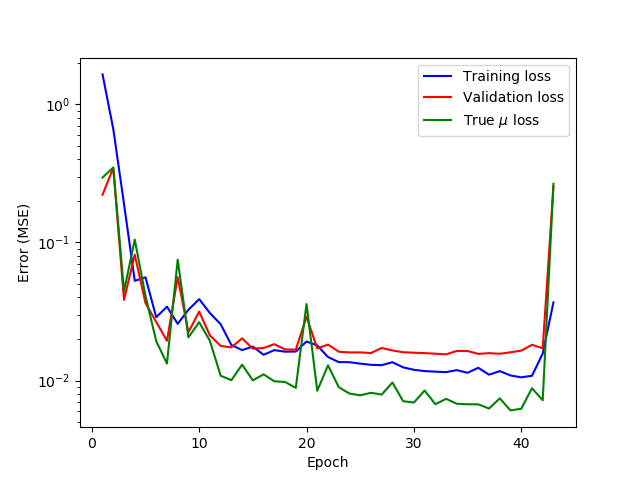 Training loss
Validation loss
True μ loss
10⁰
10⁻¹
10⁻²
Error (MSE)
0 10 20 30 40
Epoch